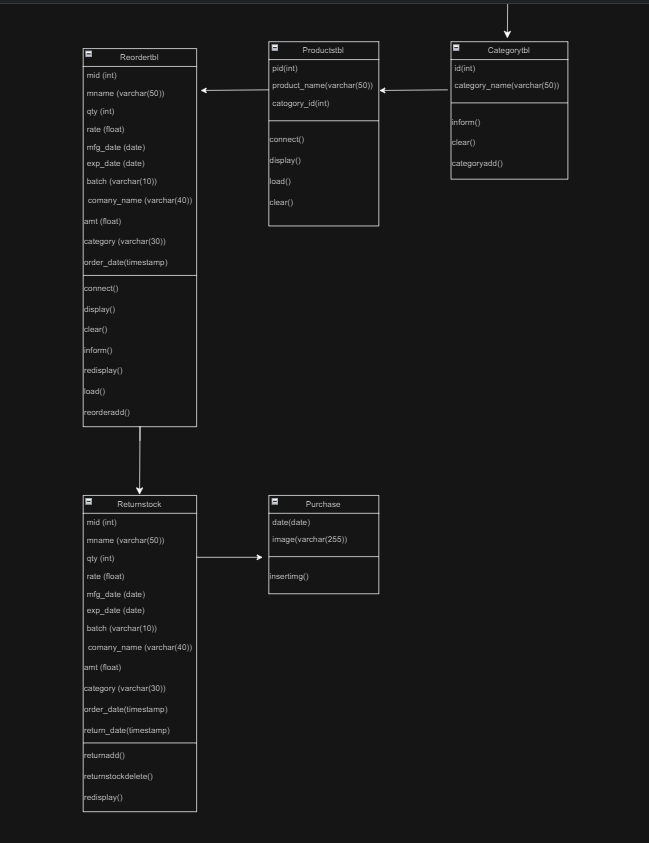 Reordertbl
mid (int)
mname (varchar(50))
qty (int)
rate (float)
mfg_date (date)
exp_date (date)
batch (varchar(10))
comany_name (varchar(40))
amt (float)
category (varchar(30))
order_date(timestamp)
connect()
display()
clear()
inform()
redisplay()
load()
reorderadd()
Productstbl
pid(int)
product_name(varchar(50))
catogory_id(int)
connect()
display()
load()
clear()
Categorytbl
id(int)
category_name(varchar(50))
inform()
clear()
categoryadd()
Returnstock
mid (int)
mname (varchar(50))
qty (int)
rate (float)
mfg_date (date)
exp_date (date)
batch (varchar(10))
comany_name (varchar(40))
amt (float)
category (varchar(30))
order_date(timestamp)
return_date(timestamp)
returnadd()
returnstockdelete()
redisplay()
Purchase
date(date)
image(varchar(255))
insertimg()